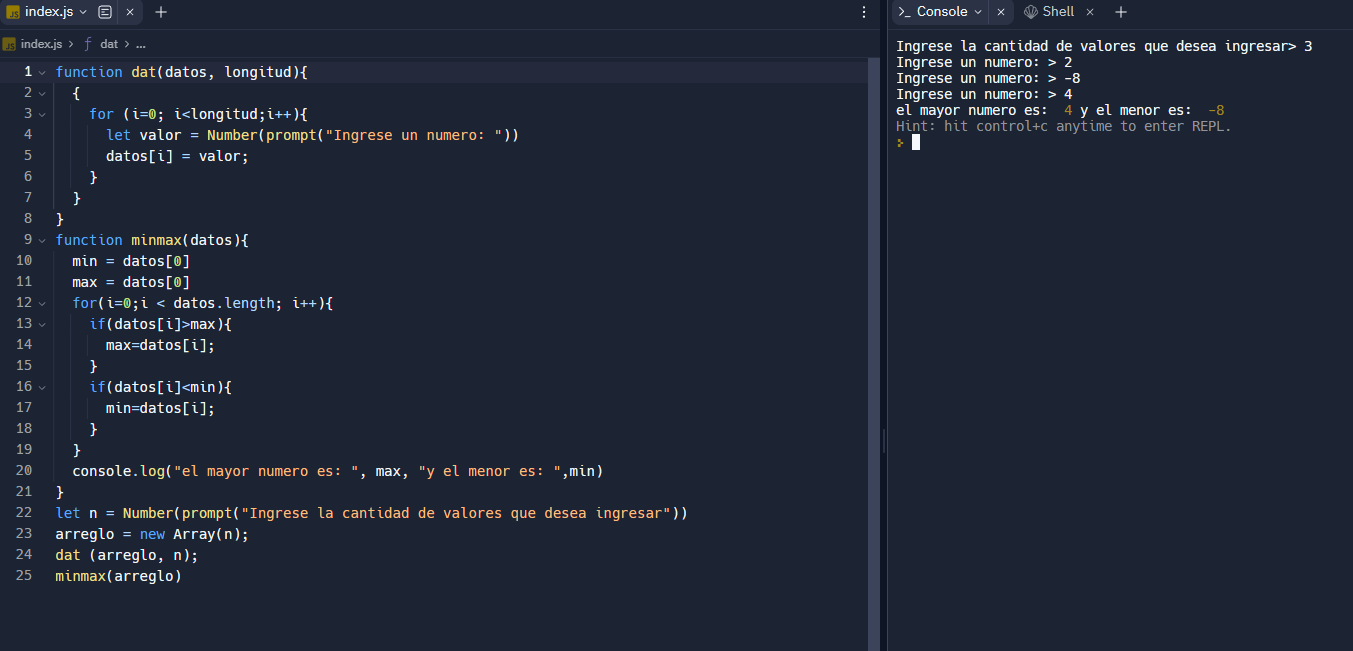 JS index.js
index.js > f dat > ...
1 function dat(datos, longitud){
2 {
3 for (i=0; i<longitud;i++){
4 let valor = Number(prompt("Ingrese un numero: "))
5 datos[i] = valor;
6 }
7 }
8 }
9 function minmax(datos){
10 min = datos[0]
11 max = datos[0]
12 for(i=0;i < datos.length; i++){
13 if(datos[i]>max){
14 max=datos[i];
15 }
16 if(datos[i]<min){
17 min=datos[i];
18 }
19 }
20 console.log("el mayor numero es: ", max, "y el menor es: ",min)
21 }
22 let n = Number(prompt("Ingrese la cantidad de valores que desea ingresar"))
23 arreglo = new Array(n);
24 dat (arreglo, n);
25 minmax(arreglo)
Console
Shell
Ingrese la cantidad de valores que desea ingresar> 3
Ingrese un numero: > 2
Ingrese un numero: > -8
Ingrese un numero: > 4
el mayor numero es:  4 y el menor es:  -8
Hint: hit control+c anytime to enter REPL.